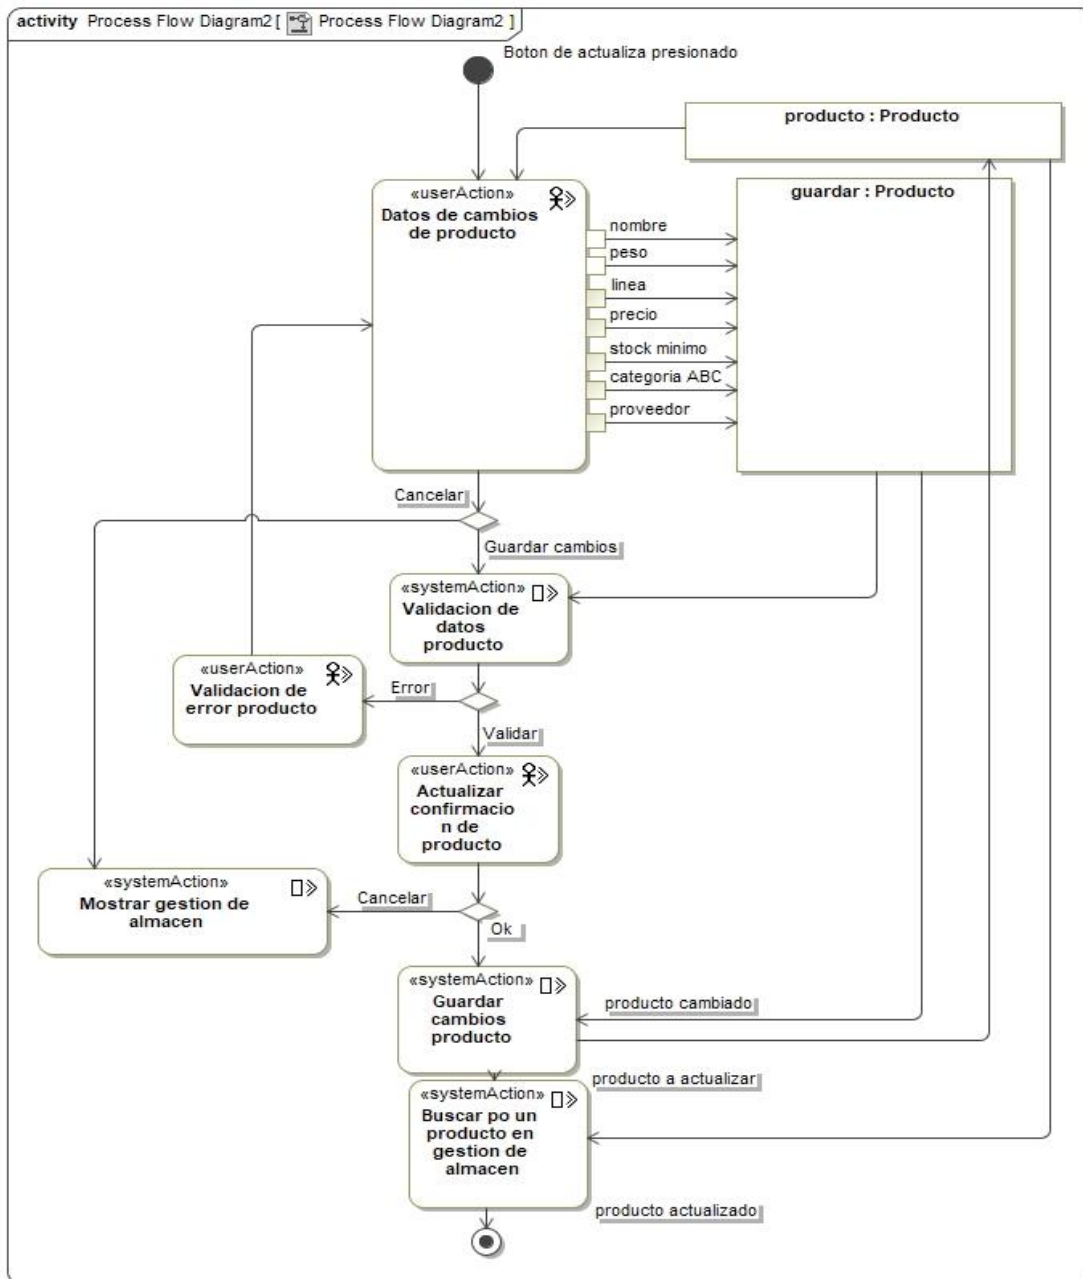 activity Process Flow Diagram2 [ Process Flow Diagram2 ]
Boton de actualiza presionado
producto : Producto
«userAction»
Datos de cambios
de producto
guardar : Producto
nombre
peso
linea
precio
stock minimo
categoria ABC
proveedor
Cancelar
Guardar cambios
«systemAction»
Validacion de
datos
producto
«userAction»
Validacion de
error producto
Error
Validar
«userAction»
Actualizar
confirmacio
n de
producto
«systemAction»
Mostrar gestion de
almacen
Cancelar
Ok
«systemAction»
Guardar
cambios
producto
producto cambiado
producto a actualizar
«systemAction»
Buscar po un
producto en
gestion de
almacen
producto actualizado